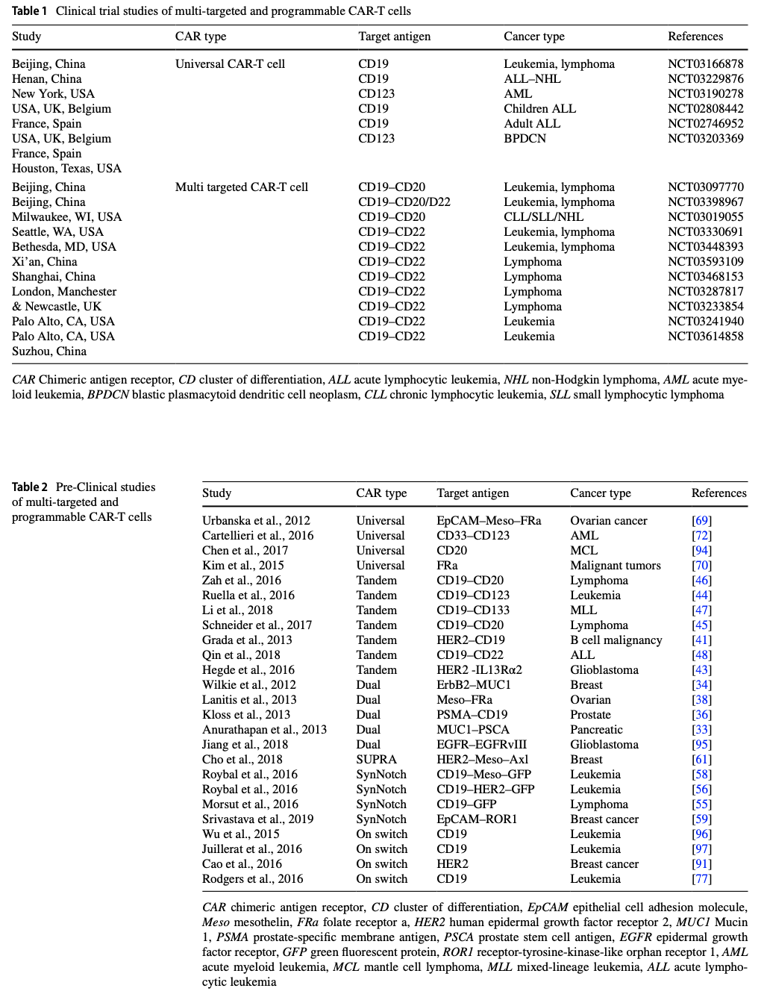 Table 1 Clinical trial studies of multi-targeted and programmable CAR-T cells
Study CAR type Target antigen Cancer type References
Beijing, China Universal CAR-T cell CD19 Leukemia, lymphoma NCT03166878
Henan, China CD19 ALL–NHL NCT03229876
New York, USA CD123 AML NCT03190278
USA, UK, Belgium CD19 Children ALL NCT02808442
France, Spain CD19 Adult ALL NCT02746952
USA, UK, Belgium CD123 BPDCN NCT03203369
France, Spain
Houston, Texas, USA
Beijing, China Multi targeted CAR-T cell CD19–CD20 Leukemia, lymphoma NCT03097770
Beijing, China CD19–CD20/D22 Leukemia, lymphoma NCT03398967
Milwaukee, WI, USA CD19–CD20 CLL/SLL/NHL NCT03019055
Seattle, WA, USA CD19–CD22 Leukemia, lymphoma NCT03330691
Bethesda, MD, USA CD19–CD22 Leukemia, lymphoma NCT03448393
Xi'an, China CD19–CD22 Lymphoma NCT03593109
Shanghai, China CD19–CD22 Lymphoma NCT03468153
London, Manchester CD19–CD22 Lymphoma NCT03287817
& Newcastle, UK CD19–CD22 Lymphoma NCT03233854
Palo Alto, CA, USA CD19–CD22 Leukemia NCT03241940
Palo Alto, CA, USA CD19–CD22 Leukemia NCT03614858
Suzhou, China
CAR Chimeric antigen receptor, CD cluster of differentiation, ALL acute lymphocytic leukemia, NHL non-Hodgkin lymphoma, AML acute mye-
loid leukemia, BPDCN blastic plasmacytoid dendritic cell neoplasm, CLL chronic lymphocytic leukemia, SLL small lymphocytic lymphoma
Table 2 Pre-Clinical studies
of multi-targeted and
programmable CAR-T cells
Study CAR type Target antigen Cancer type References
Urbanska et al., 2012 Universal EpCAM–Meso–FRa Ovarian cancer [69]
Cartellieri et al., 2016 Universal CD33–CD123 AML [72]
Chen et al., 2017 Universal CD20 MCL [94]
Kim et al., 2015 Universal FRa Malignant tumors [70]
Zah et al., 2016 Tandem CD19–CD20 Lymphoma [46]
Ruella et al., 2016 Tandem CD19–CD123 Leukemia [44]
Li et al., 2018 Tandem CD19–CD133 MLL [47]
Schneider et al., 2017 Tandem CD19–CD20 Lymphoma [45]
Grada et al., 2013 Tandem HER2–CD19 B cell malignancy [41]
Qin et al., 2018 Tandem CD19–CD22 ALL [48]
Hegde et al., 2016 Tandem HER2 -IL13Rα2 Glioblastoma [43]
Wilkie et al., 2012 Dual ErbB2–MUC1 Breast [34]
Lanitis et al., 2013 Dual Meso–FRa Ovarian [38]
Kloss et al., 2013 Dual PSMA–CD19 Prostate [36]
Anurathapan et al., 2013 Dual MUC1–PSCA Pancreatic [33]
Jiang et al., 2018 Dual EGFR–EGFRvIII Glioblastoma [95]
Cho et al., 2018 SUPRA HER2–Meso–Axl Breast [61]
Roybal et al., 2016 SynNotch CD19–Meso–GFP Leukemia [58]
Roybal et al., 2016 SynNotch CD19–HER2–GFP Leukemia [56]
Morsut et al., 2016 SynNotch CD19–GFP Lymphoma [55]
Srivastava et al., 2019 SynNotch EpCAM–ROR1 Breast cancer [59]
Wu et al., 2015 On switch CD19 Leukemia [96]
Juillerat et al., 2016 On switch CD19 Leukemia [97]
Cao et al., 2016 On switch HER2 Breast cancer [91]
Rodgers et al., 2016 On switch CD19 Leukemia [77]
CAR chimeric antigen receptor, CD cluster of differentiation, EpCAM epithelial cell adhesion molecule,
Meso mesothelin, FRa folate receptor a, HER2 human epidermal growth factor receptor 2, MUC1 Mucin
1, PSMA prostate-specific membrane antigen, PSCA prostate stem cell antigen, EGFR epidermal growth
factor receptor, GFP green fluorescent protein, ROR1 receptor-tyrosine-kinase-like orphan receptor 1, AML
acute myeloid leukemia, MCL mantle cell lymphoma, MLL mixed-lineage leukemia, ALL acute lympho-
cytic leukemia